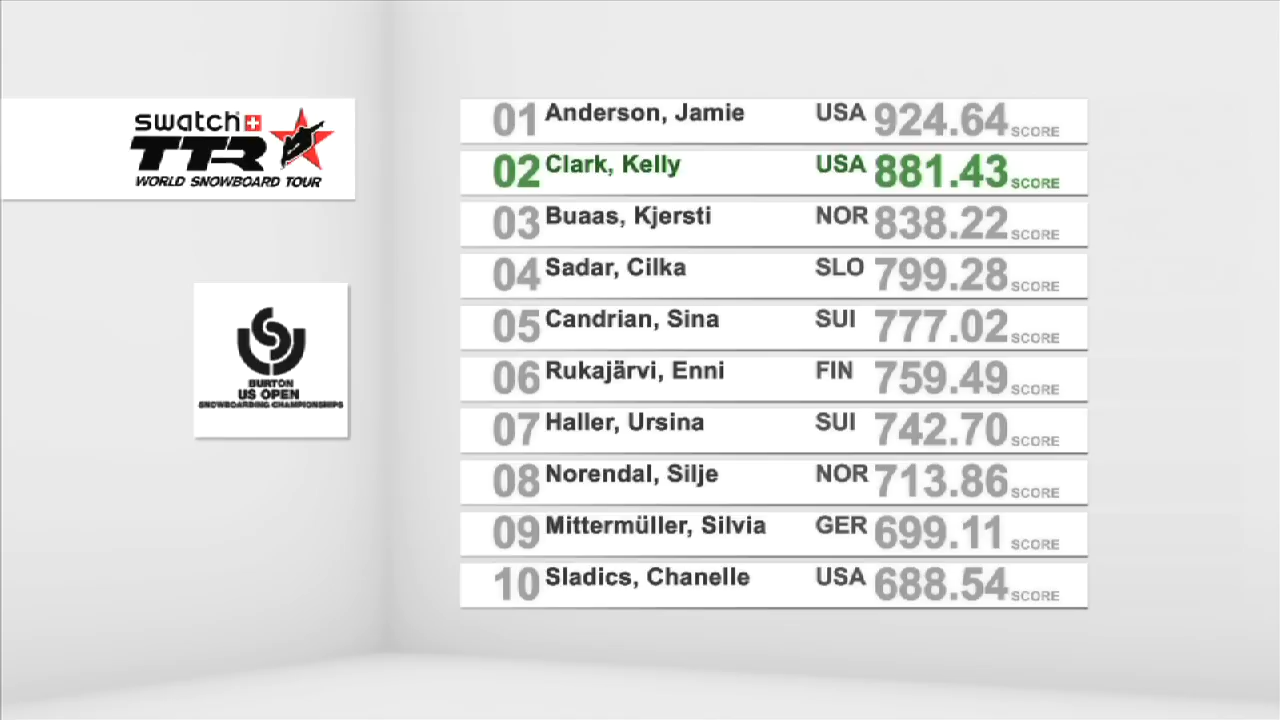 swatch+
TTR
WORLD SNOWBOARD TOUR
BURTON
US OPEN
SNOWBOARDING CHAMPIONSHIPS
01 Anderson, Jamie USA 924.64 SCORE
02 Clark, Kelly USA 881.43 SCORE
03 Buaas, Kjersti NOR 838.22 SCORE
04 Sadar, Cilka SLO 799.28 SCORE
05 Candrian, Sina SUI 777.02 SCORE
06 Rukajärvi, Enni FIN 759.49 SCORE
07 Haller, Ursina SUI 742.70 SCORE
08 Norendal, Silje NOR 713.86 SCORE
09 Mittermüller, Silvia GER 699.11 SCORE
10 Sladics, Chanelle USA 688.54 SCORE